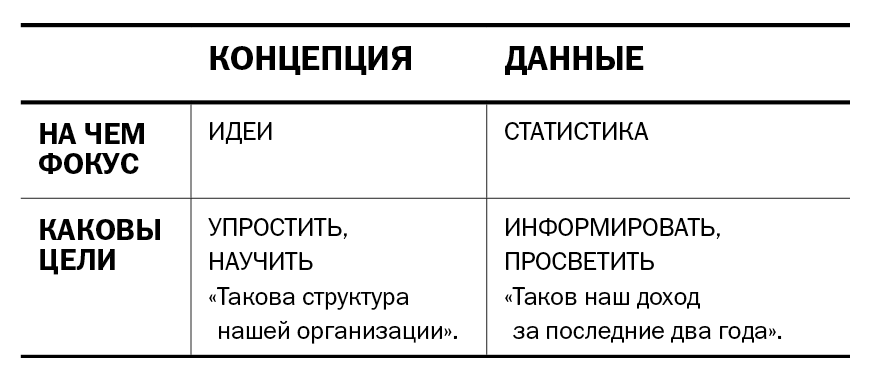 КОНЦЕПЦИЯ ДАННЫЕ
НА ЧЕМ
ФОКУС
ИДЕИ
СТАТИСТИКА
КАКОВЫ
ЦЕЛИ
УПРОСТИТЬ,
НАУЧИТЬ
«Такова структура
нашей организации».
ИНФОРМИРОВАТЬ,
ПРОСВЕТИТЬ
«Таков наш доход
за последние два года».